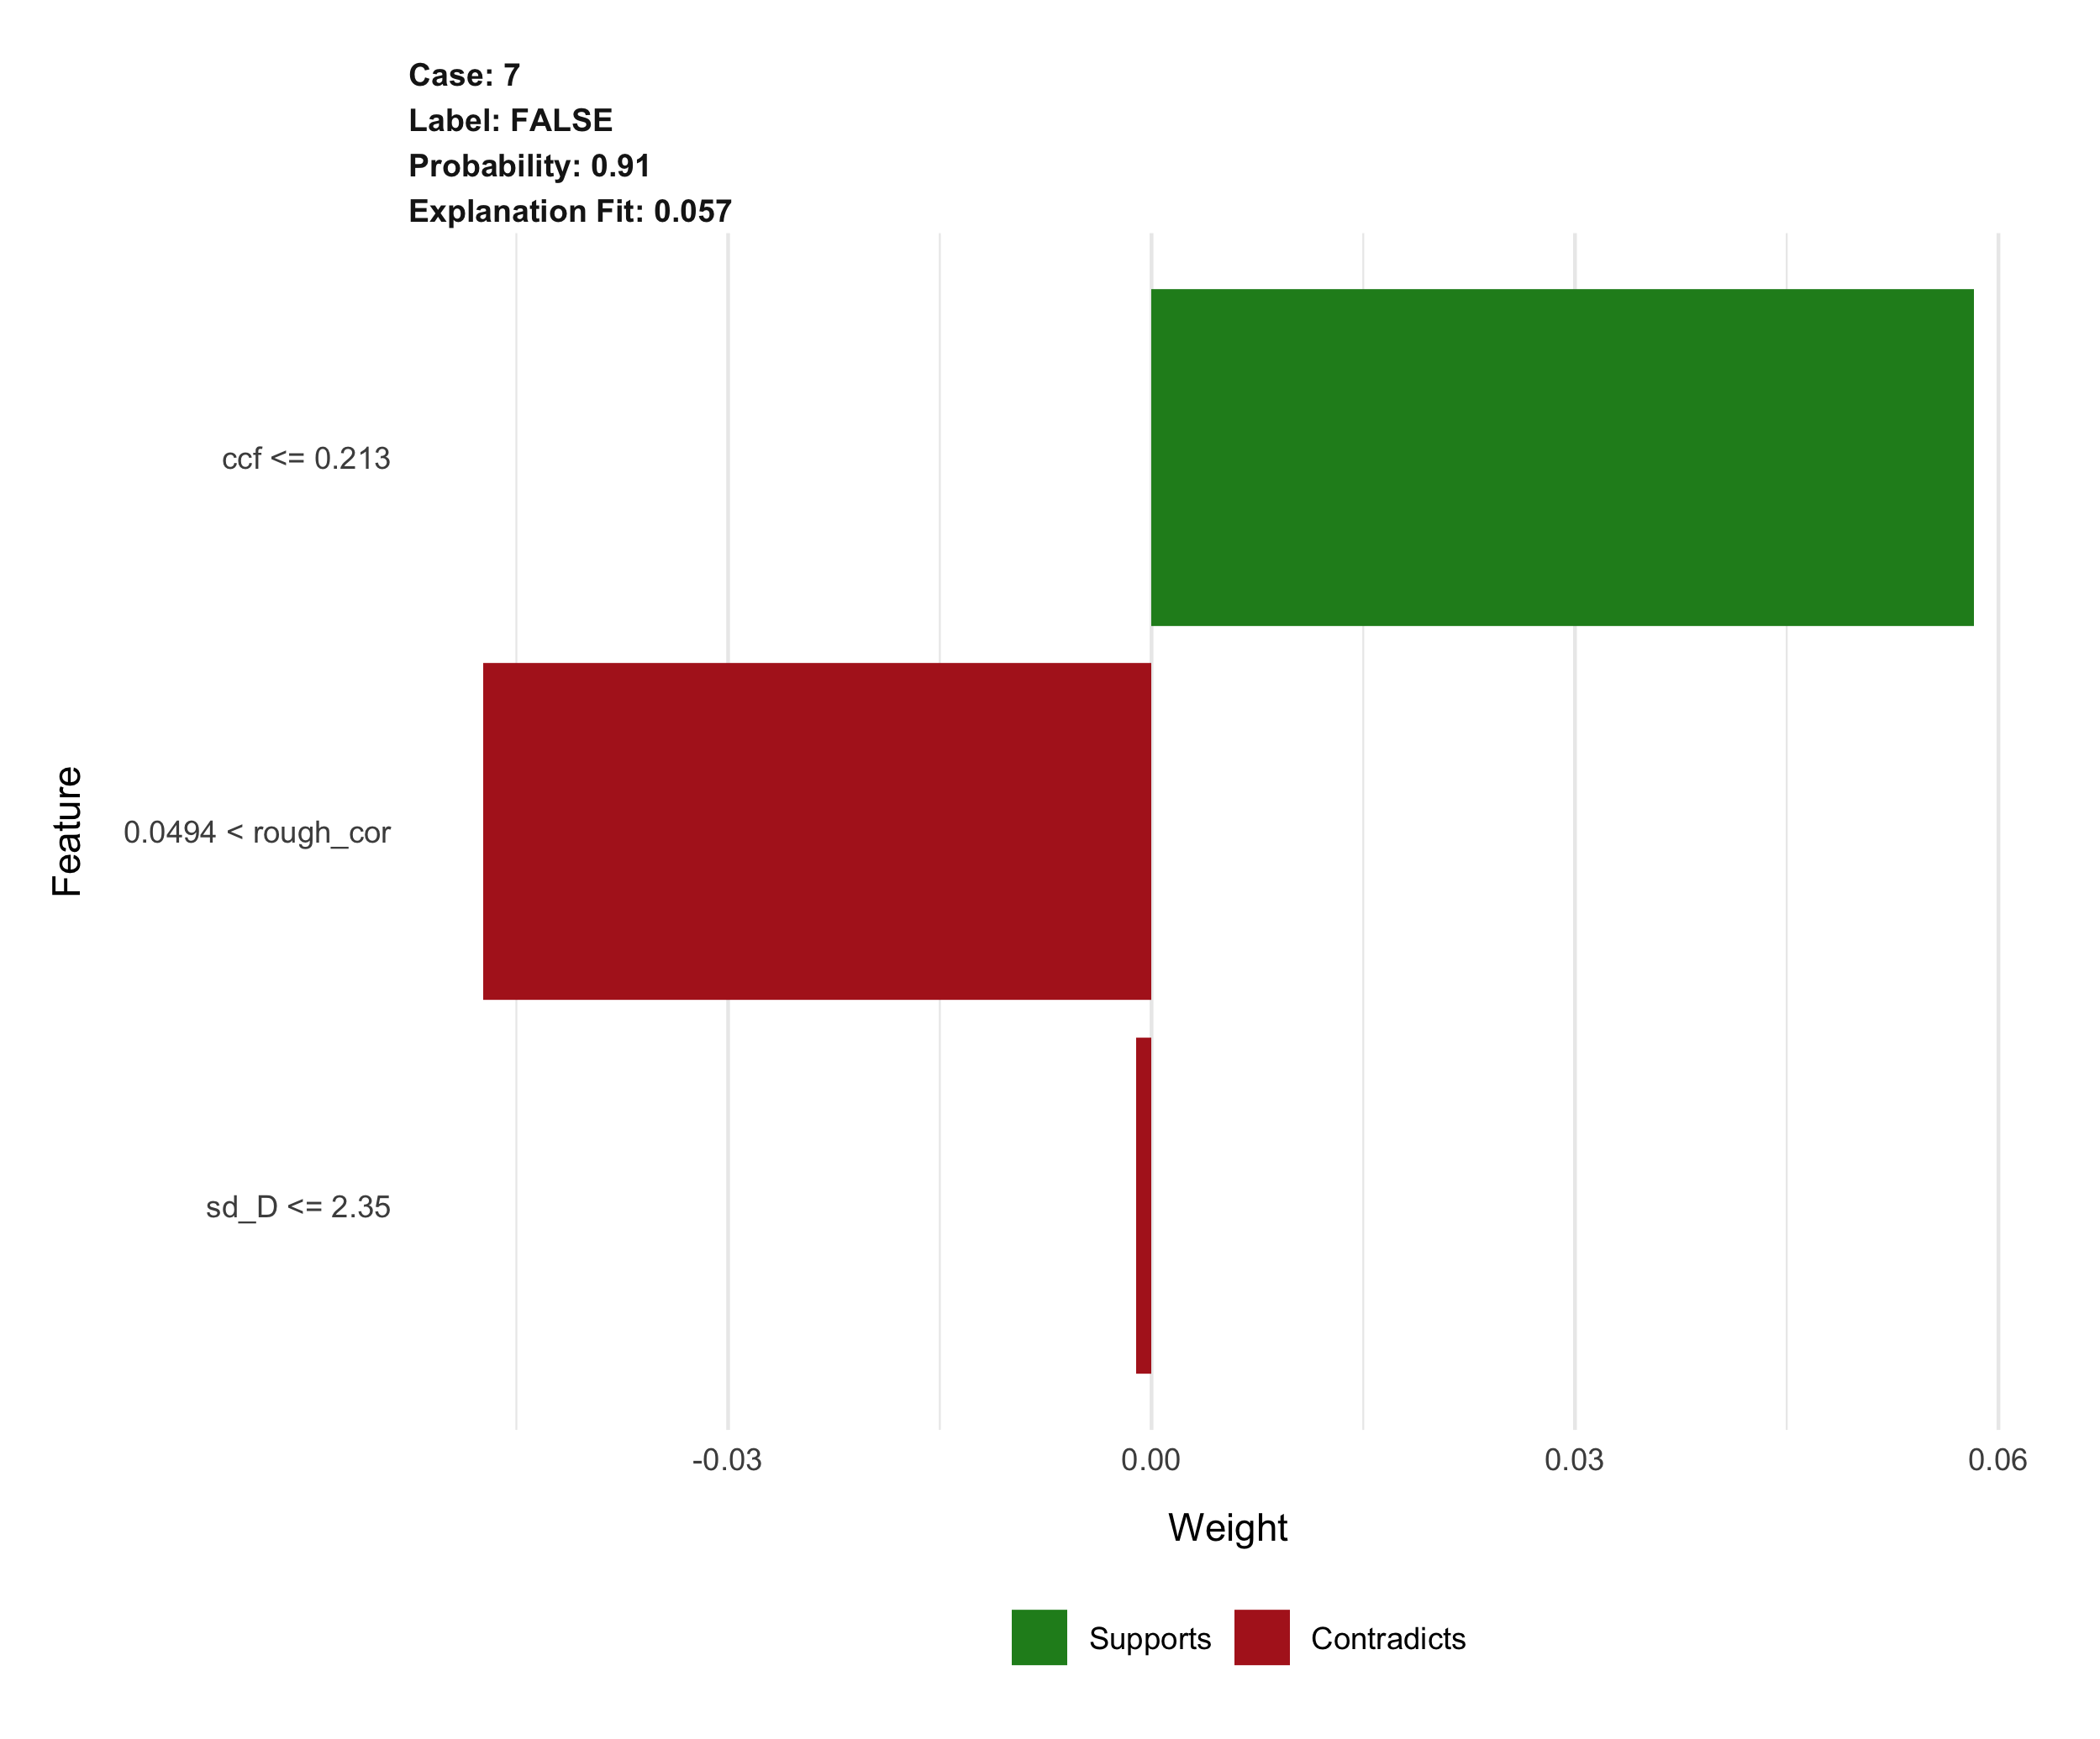 Case: 7
Label: FALSE
Probability: 0.91
Explanation Fit: 0.057
Feature
ccf <= 0.213
0.0494 < rough_cor
sd_D <= 2.35
-0.03 0.00 0.03 0.06
Weight
Supports Contradicts